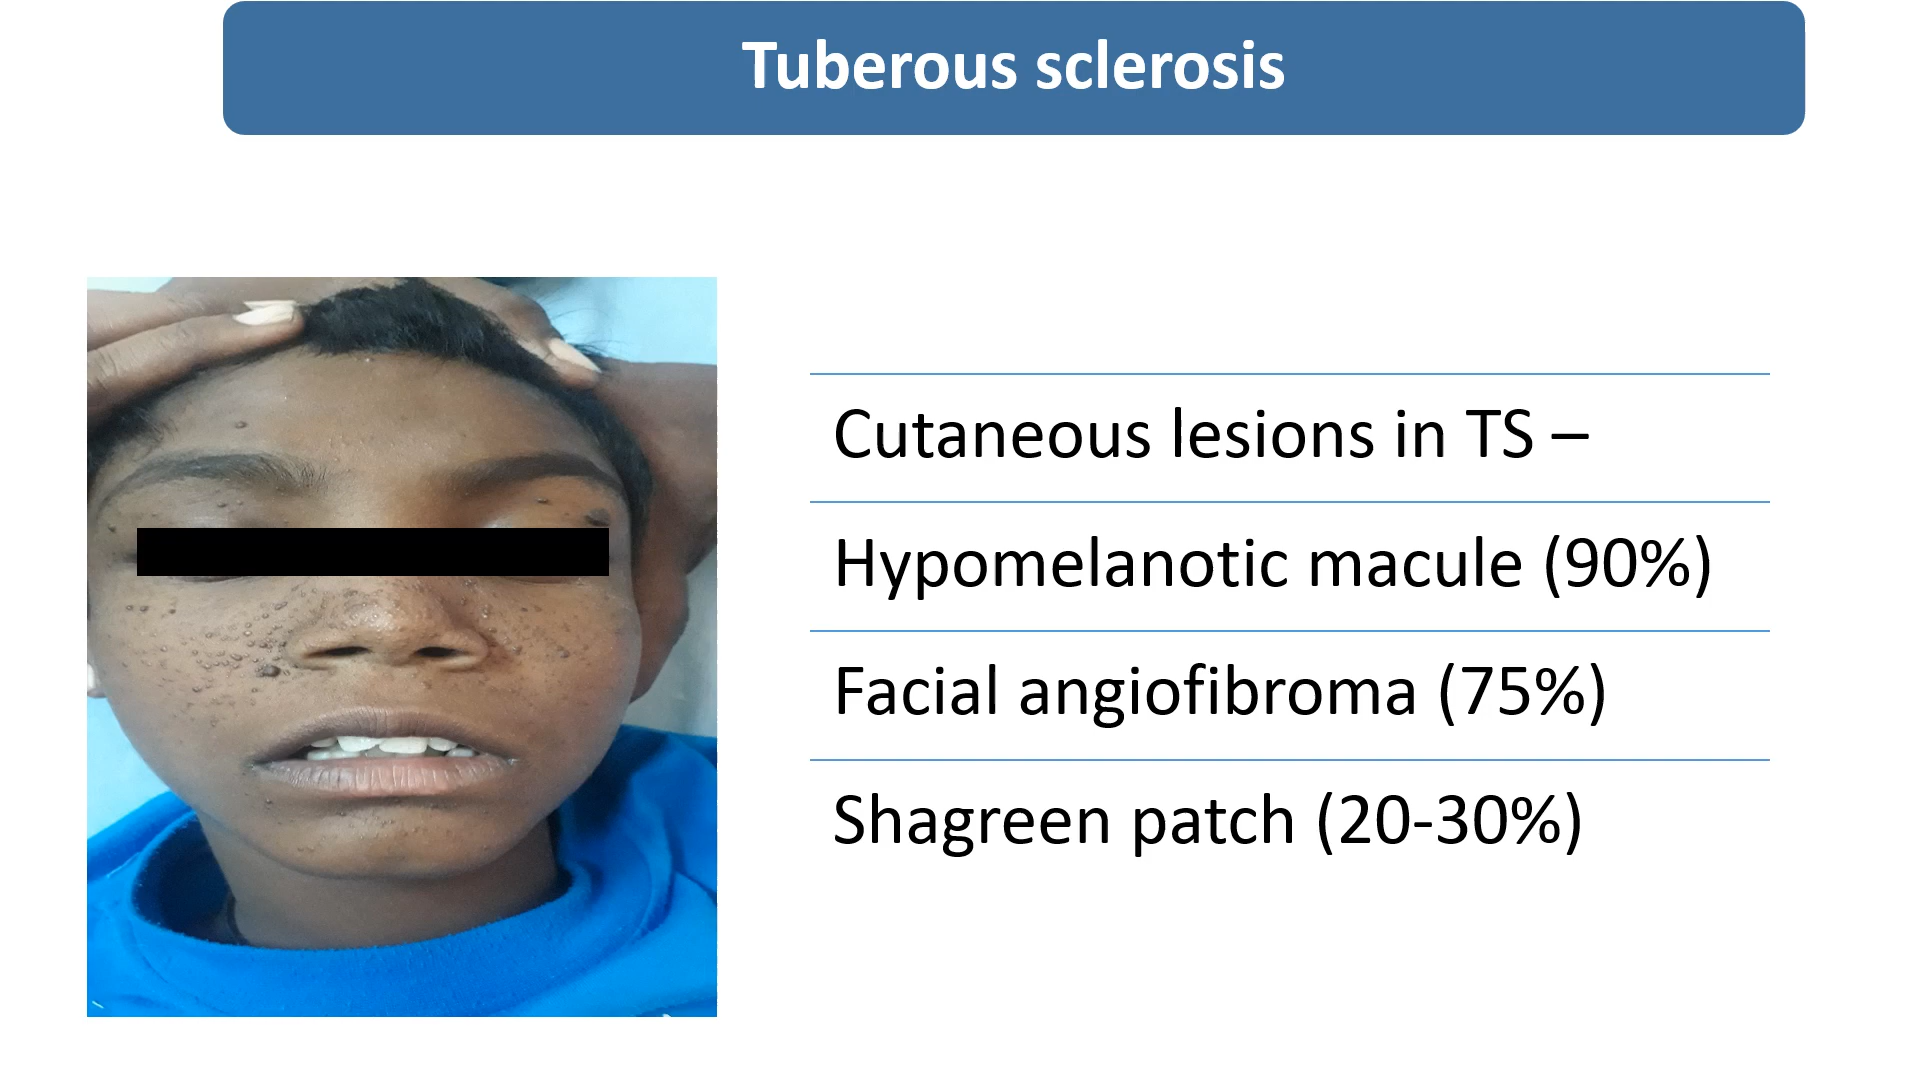 Tuberous sclerosis
Cutaneous lesions in TS –
Hypomelanotic macule (90%)
Facial angiofibroma (75%)
Shagreen patch (20-30%)